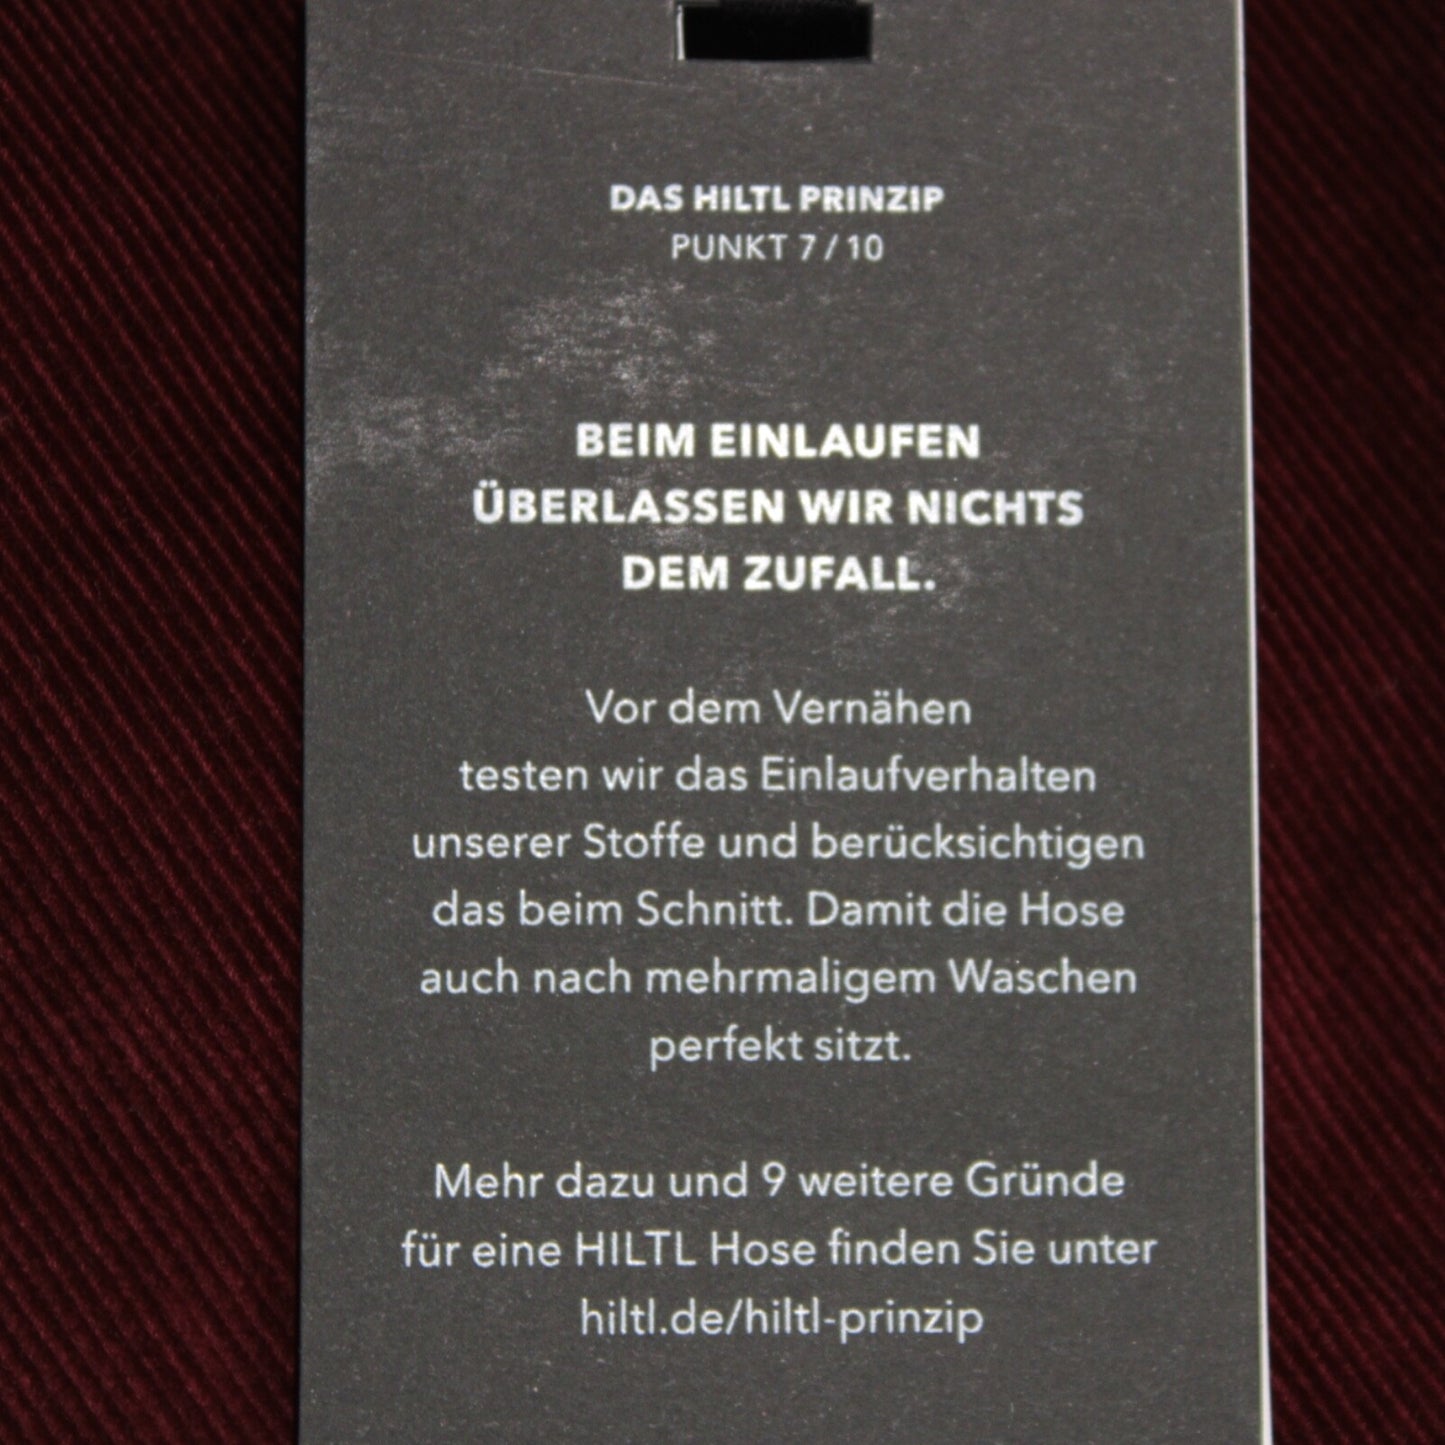 DAS HILTL PRINZIP
PUNKT 7 / 10
BEIM EINLAUFEN
ÜBERLASSEN WIR NICHTS
DEM ZUFALL.
Vor dem Vernähen
testen wir das Einlaufverhalten
unserer Stoffe und berücksichtigen
das beim Schnitt. Damit die Hose
auch nach mehrmaligem Waschen
perfekt sitzt.
Mehr dazu und 9 weitere Gründe
für eine HILTL Hose finden Sie unter
hiltl.de/hiltl-prinzip